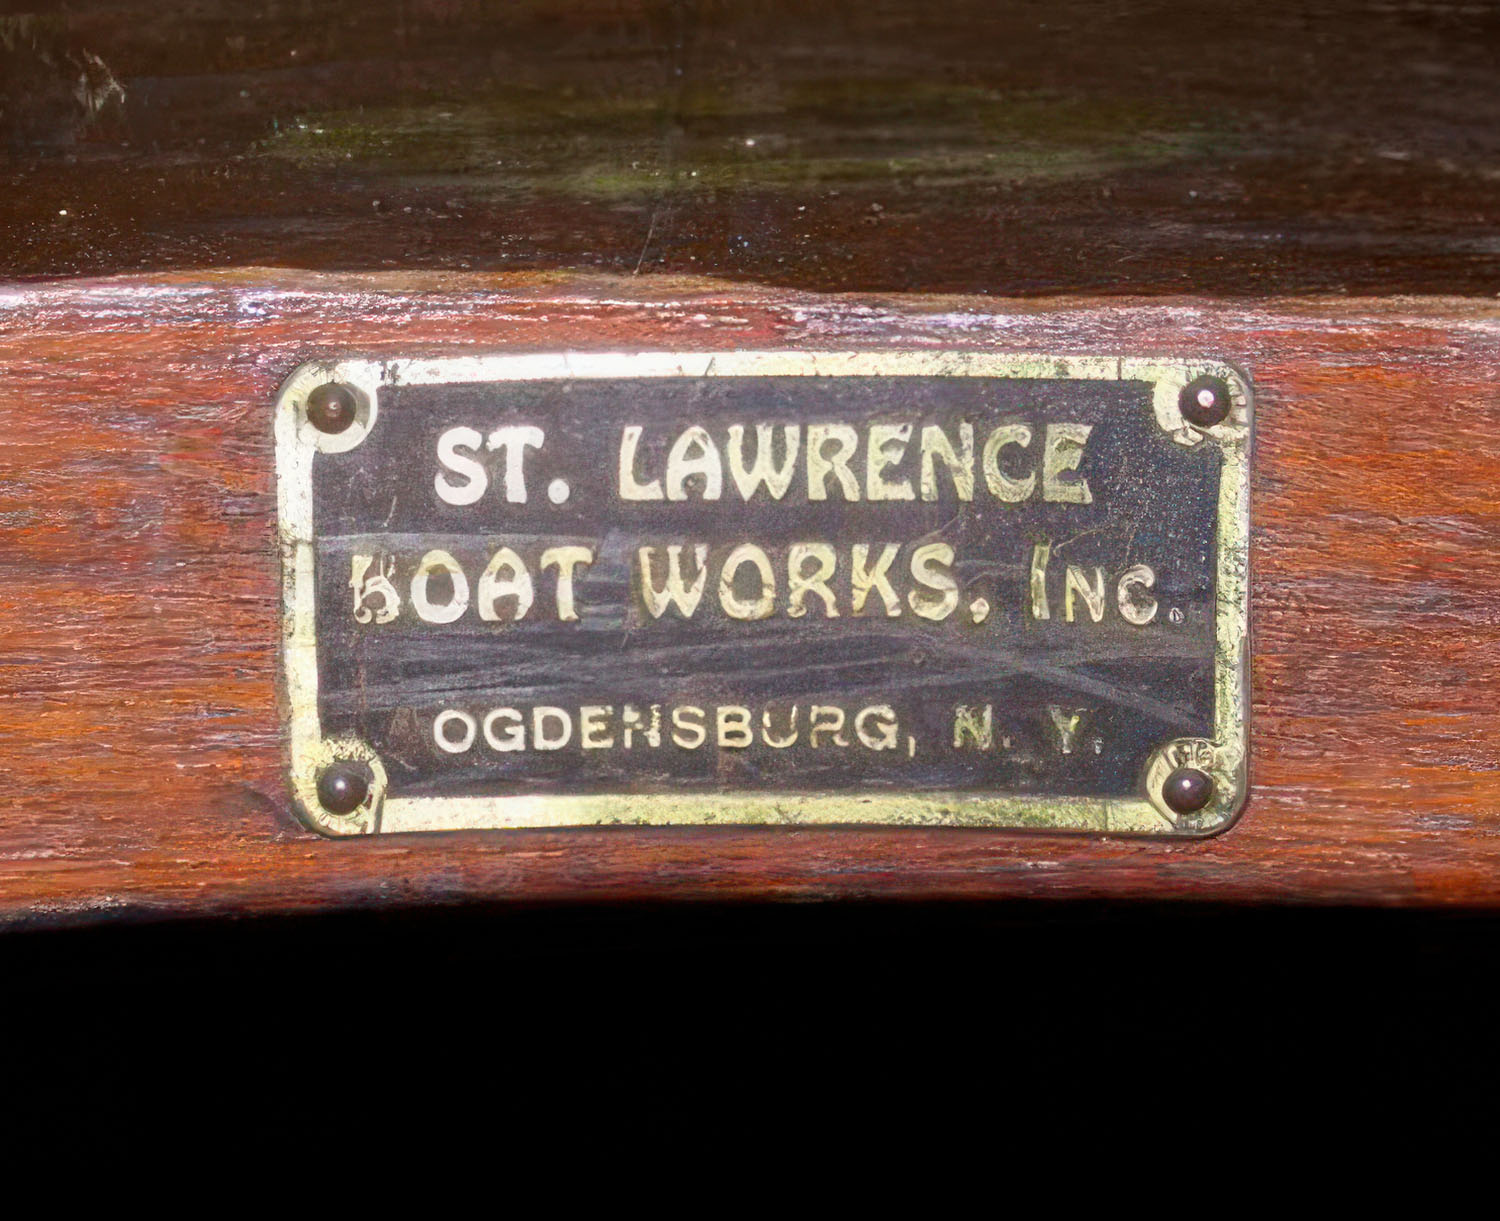 ST. LAWRENCE
BOAT WORKS, INC.
OGDENSBURG, N. Y.